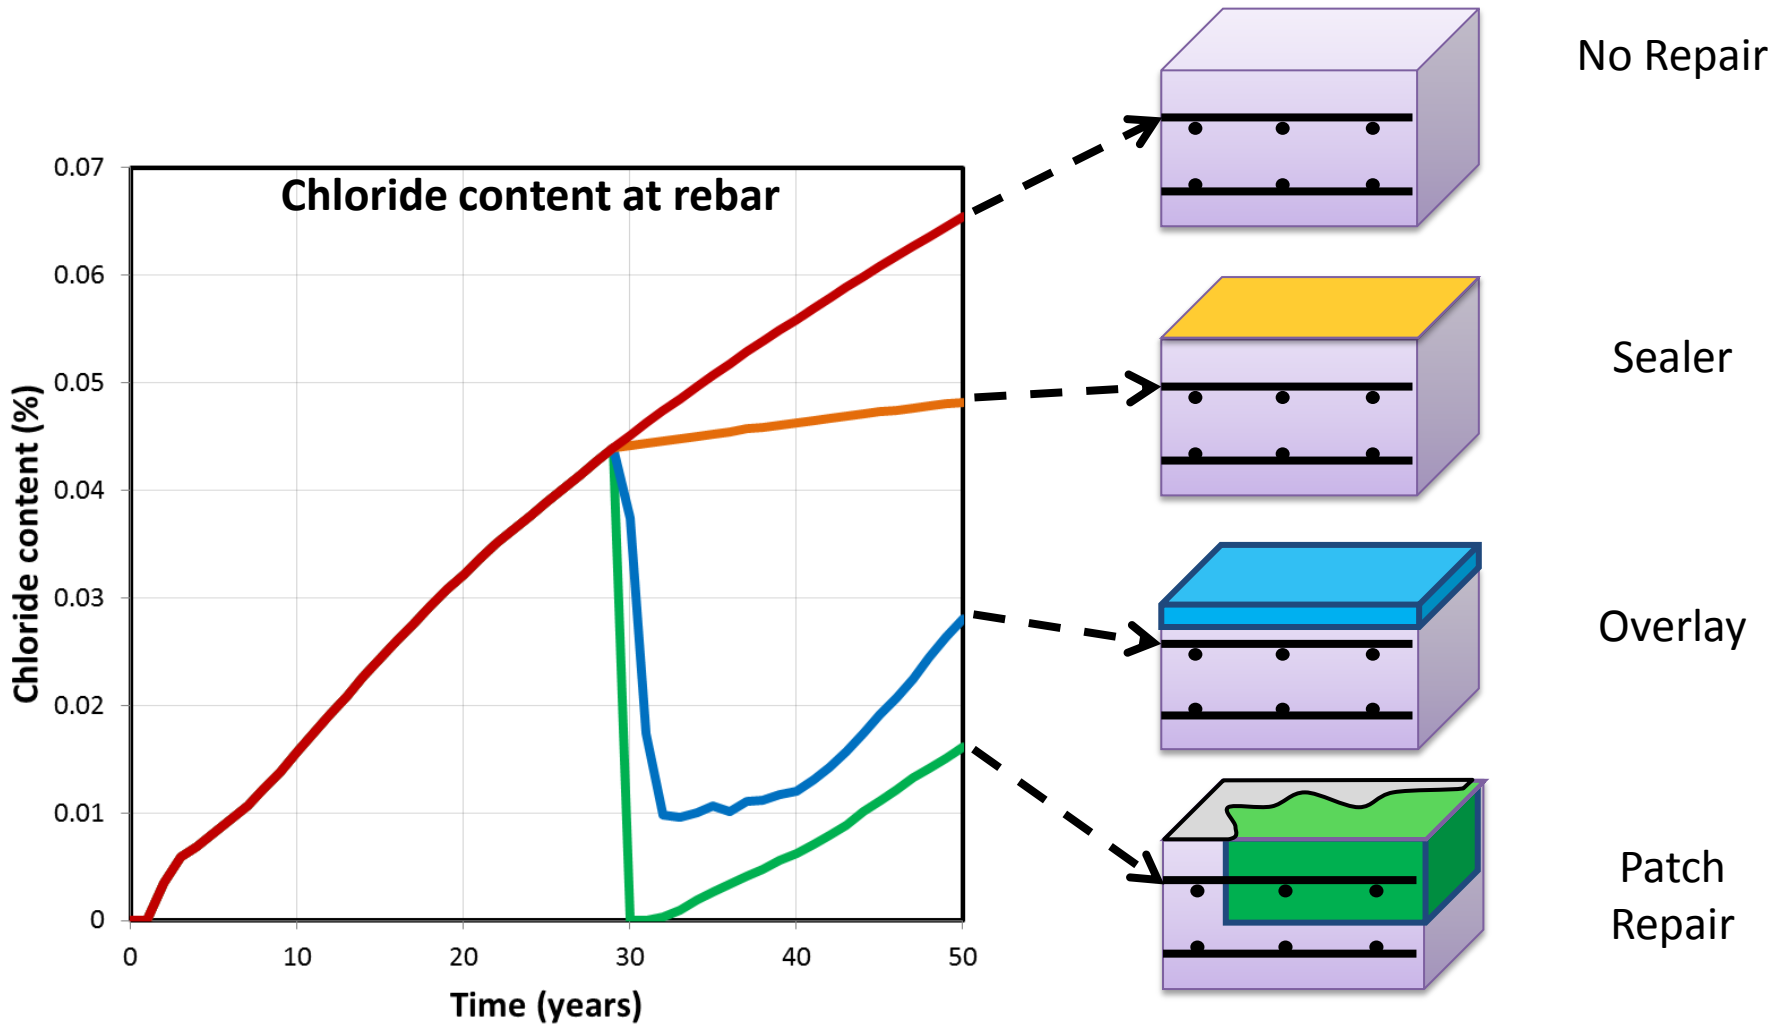 No Repair
Chloride content at rebar
0.07
0.06
0.05
0.04
0.03
0.02
0.01
0
Chloride content (%)
0
10
20
30
40
50
Time (years)
Sealer
Overlay
Patch
Repair